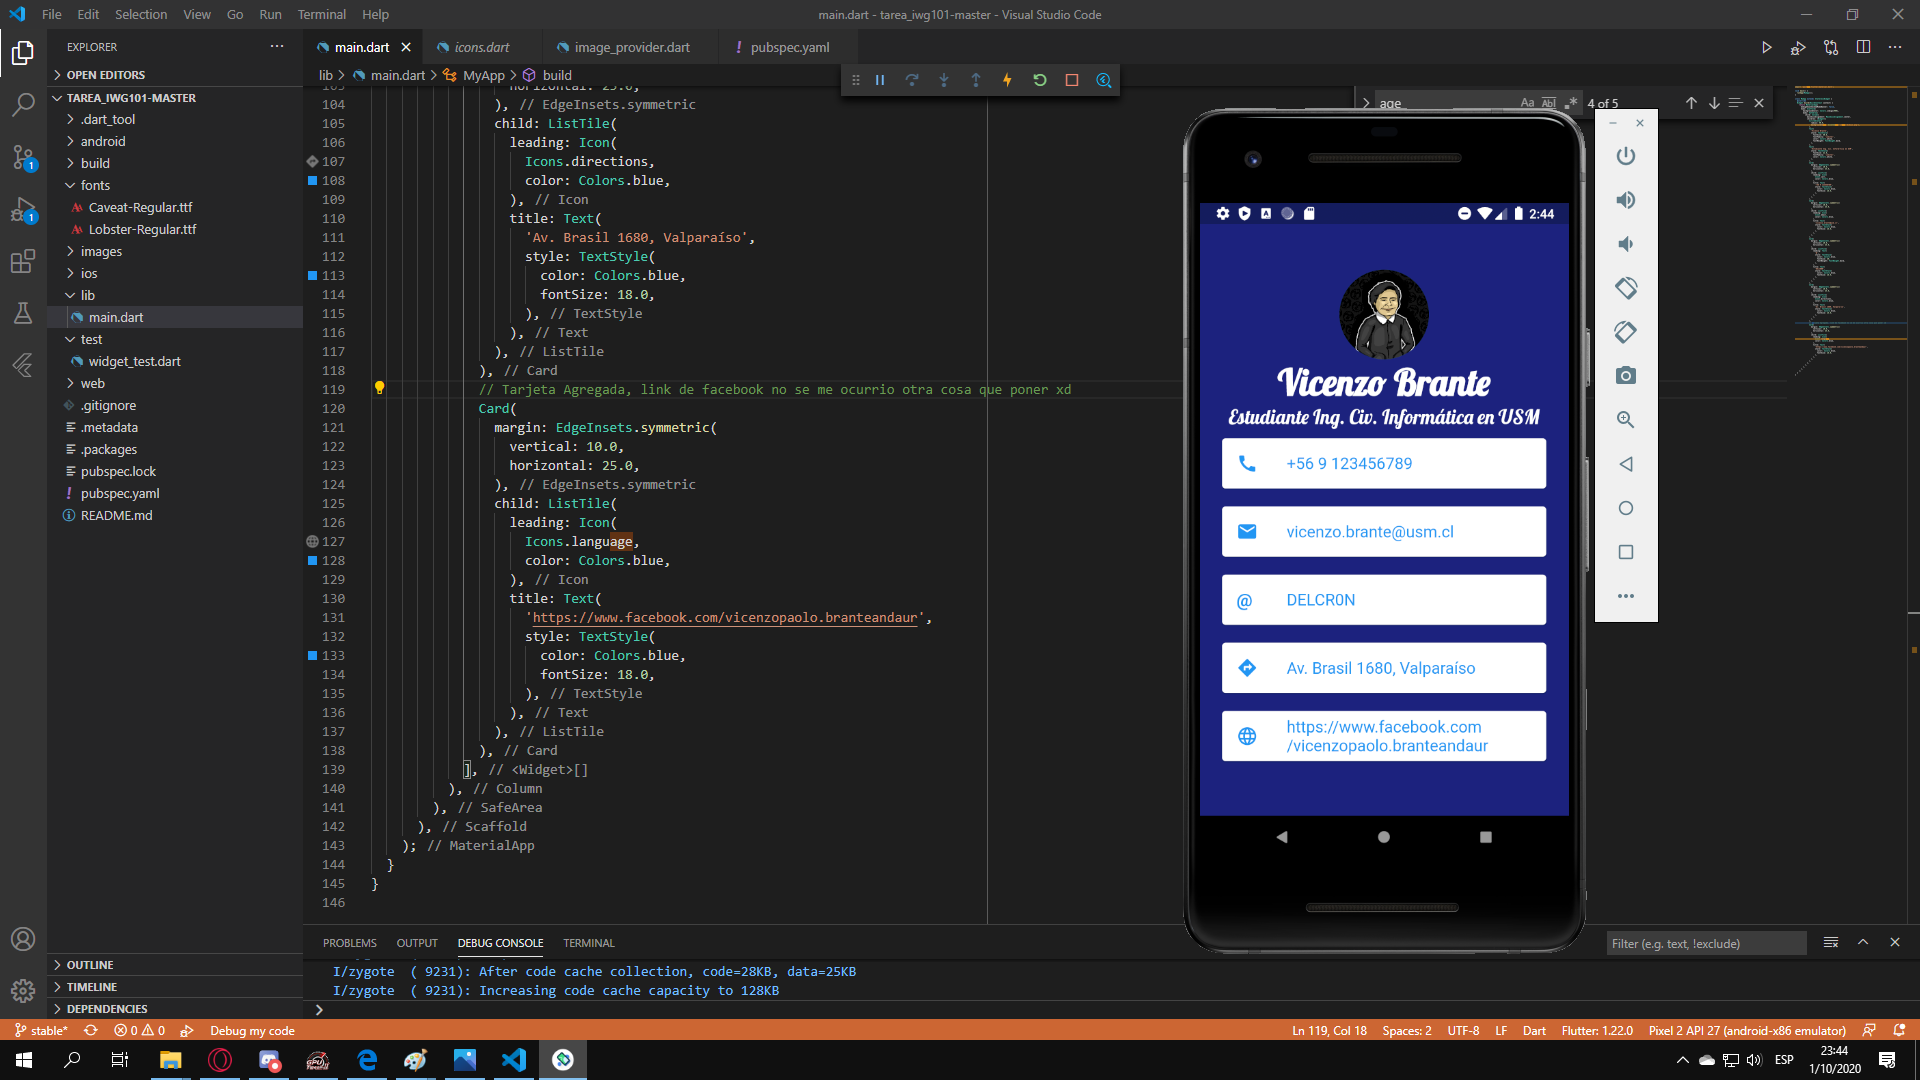 File Edit Selection View Go Run Terminal Help
main.dart - tarea_iwg101-master - Visual Studio Code
EXPLORER
OPEN EDITORS
TAREA_IWG101-MASTER
.dart_tool
android
build
fonts
Caveat-Regular.ttf
Lobster-Regular.ttf
images
ios
lib
main.dart
test
widget_test.dart
web
.gitignore
.metadata
.packages
pubspec.lock
! pubspec.yaml
README.md
OUTLINE
TIMELINE
DEPENDENCIES
1
1
main.dart
icons.dart
image_provider.dart
! pubspec.yaml
lib > main.dart > MyApp > build
age
Aa Abl .*
4 of 5
103 horizontal: 25.0,
104 ), // EdgeInsets.symmetric
105 child: ListTile(
106 leading: Icon(
107 Icons.directions,
108 color: Colors.blue,
109 ), // Icon
110 title: Text(
111 'Av. Brasil 1680, Valparaíso',
112 style: TextStyle(
113 color: Colors.blue,
114 fontSize: 18.0,
115 ), // TextStyle
116 ), // Text
117 ), // ListTile
118 ), // Card
119 // Tarjeta Agregada, link de facebook no se me ocurrio otra cosa que poner xd
120 Card(
121 margin: EdgeInsets.symmetric(
122 vertical: 10.0,
123 horizontal: 25.0,
124 ), // EdgeInsets.symmetric
125 child: ListTile(
126 leading: Icon(
127 Icons.language,
128 color: Colors.blue,
129 ), // Icon
130 title: Text(
131 'https://www.facebook.com/vicenzopaolo.branteandaur',
132 style: TextStyle(
133 color: Colors.blue,
134 fontSize: 18.0,
135 ), // TextStyle
136 ), // Text
137 ), // ListTile
138 ), // Card
139 ], // <Widget>[]
140 ), // Column
141 ), // SafeArea
142 ), // Scaffold
143 ); // MaterialApp
144 }
145 }
146
2:44
Vicenzo Brante
Estudiante Ing. Civ. Informática en USM
+56 9 123456789
vicenzo.brante@usm.cl
@ DELCR0N
Av. Brasil 1680, Valparaíso
https://www.facebook.com
/vicenzopaolo.branteandaur
PROBLEMS OUTPUT DEBUG CONSOLE TERMINAL
Filter (e.g. text, !exclude)
I/zygote ( 9231): After code cache collection, code=28KB, data=25KB
I/zygote ( 9231): Increasing code cache capacity to 128KB
stable* 0 0 Debug my code
Ln 119, Col 18 Spaces: 2 UTF-8 LF Dart Flutter: 1.22.0 Pixel 2 API 27 (android-x86 emulator)
ESP
23:44
1/10/2020